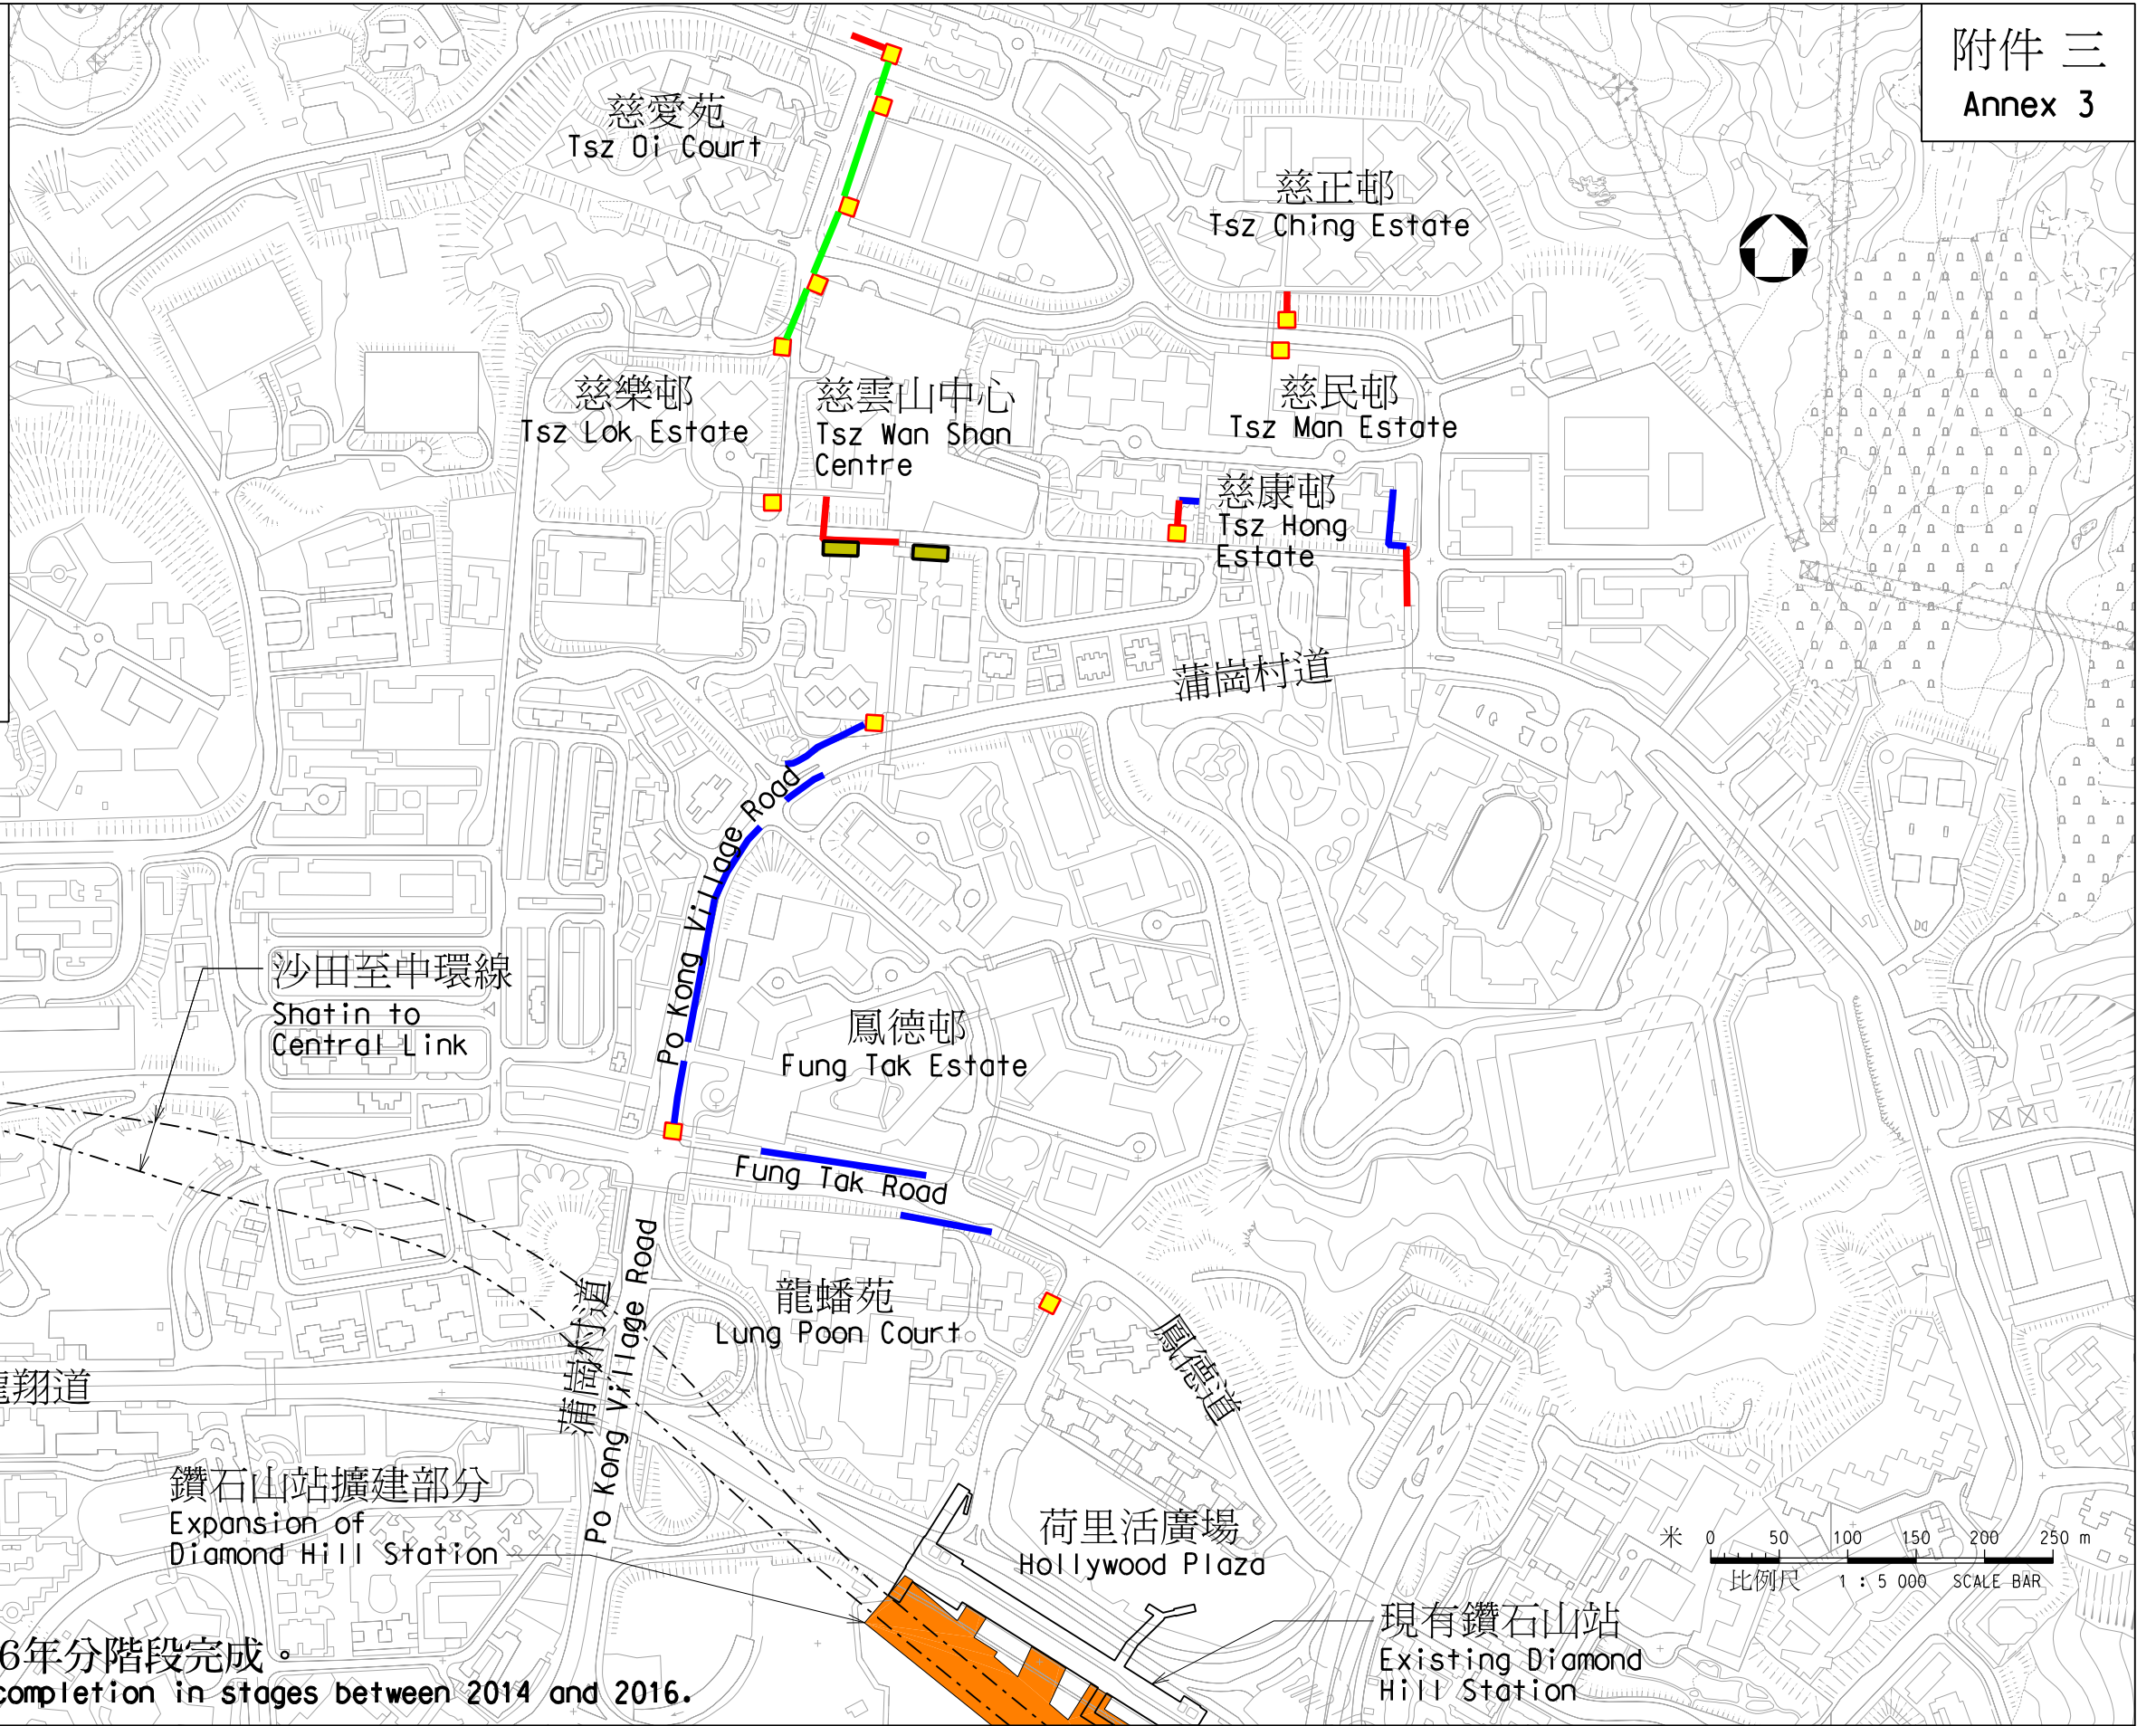 附件 三
Annex 3
慈愛苑
Tsz Oi Court
慈正邨
Tsz Ching Estate
慈樂邨
Tsz Lok Estate
慈雲山中心
Tsz Wan Shan
Centre
慈民邨
Tsz Man Estate
慈康邨
Tsz Hong
Estate
蒲崗村道
Po Kong Village Road
沙田至中環線
Shatin to
Central Link
鳳德邨
Fung Tak Estate
Fung Tak Road
蒲崗村道
Po Kong Village Road
龍蟠苑
Lung Poon Court
鳳德道
翔道
鑽石山站擴建部分
Expansion of
Diamond Hill Station
荷里活廣場
Hollywood Plaza
米 0 50 100 150 200 250 m
比例尺 1 : 5 000 SCALE BAR
現有鑽石山站
Existing Diamond
Hill Station
6年分階段完成。
completion in stages between 2014 and 2016.